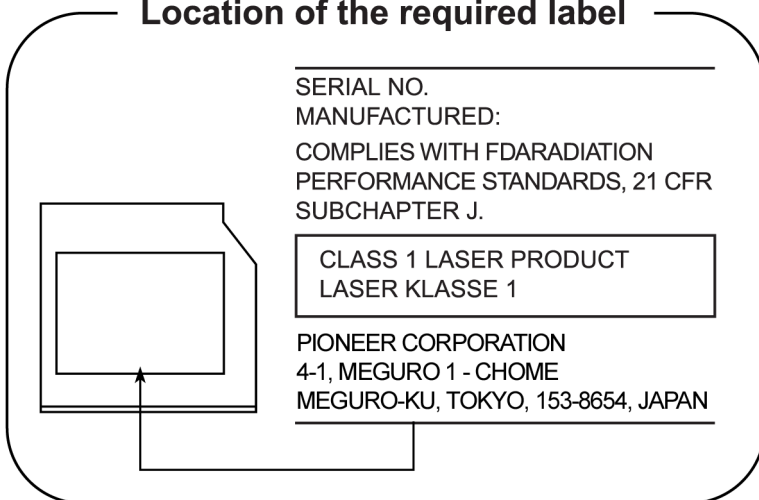 Location of the required label
SERIAL NO.
MANUFACTURED:
COMPLIES WITH FDARADIATION
PERFORMANCE STANDARDS, 21 CFR
SUBCHAPTER J.
CLASS 1 LASER PRODUCT
LASER KLASSE 1
PIONEER CORPORATION
4-1, MEGURO 1 - CHOME
MEGURO-KU, TOKYO, 153-8654, JAPAN